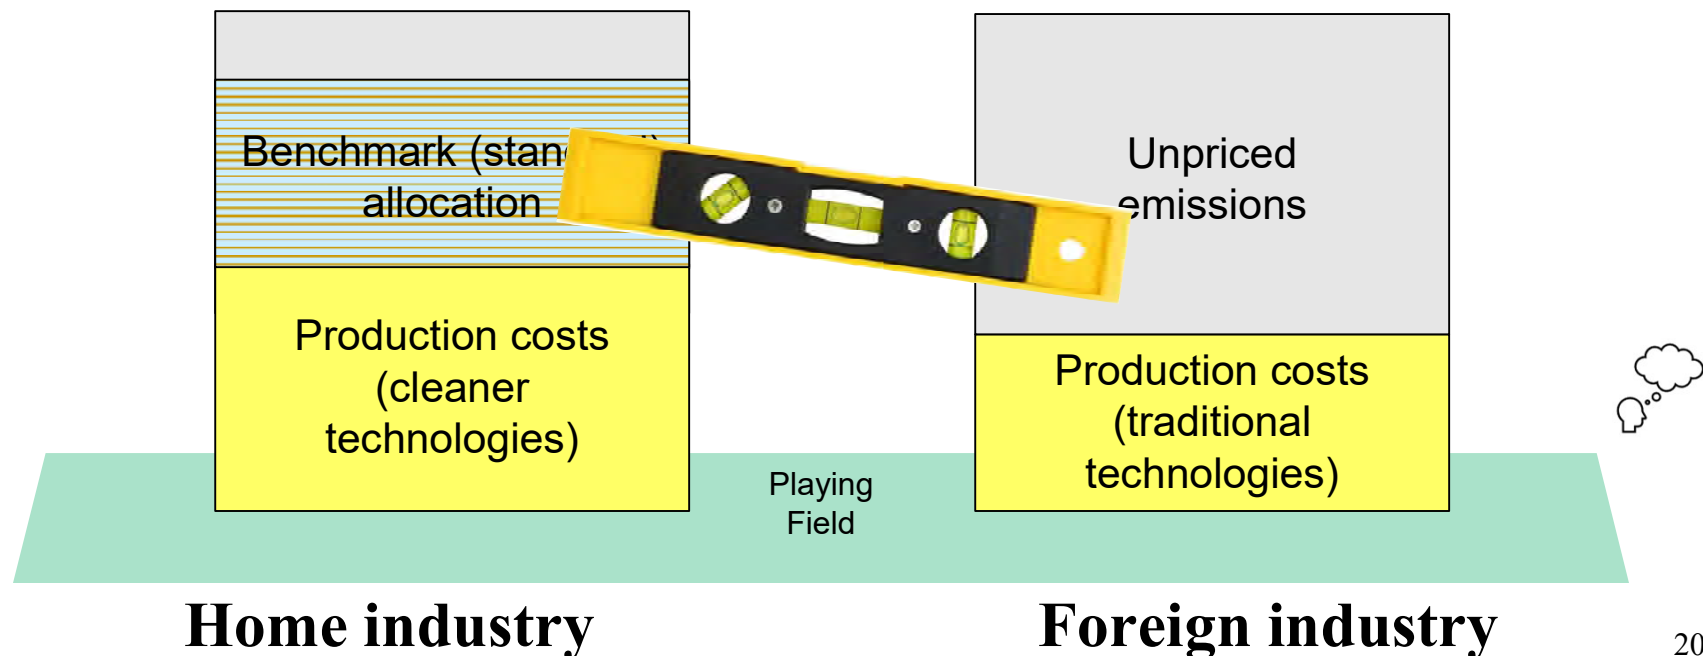 Benchmark (stan
allocation
Unpriced
emissions
Production costs
(cleaner
technologies)
Production costs
(traditional
technologies)
Playing
Field
Home industry
Foreign industry
20